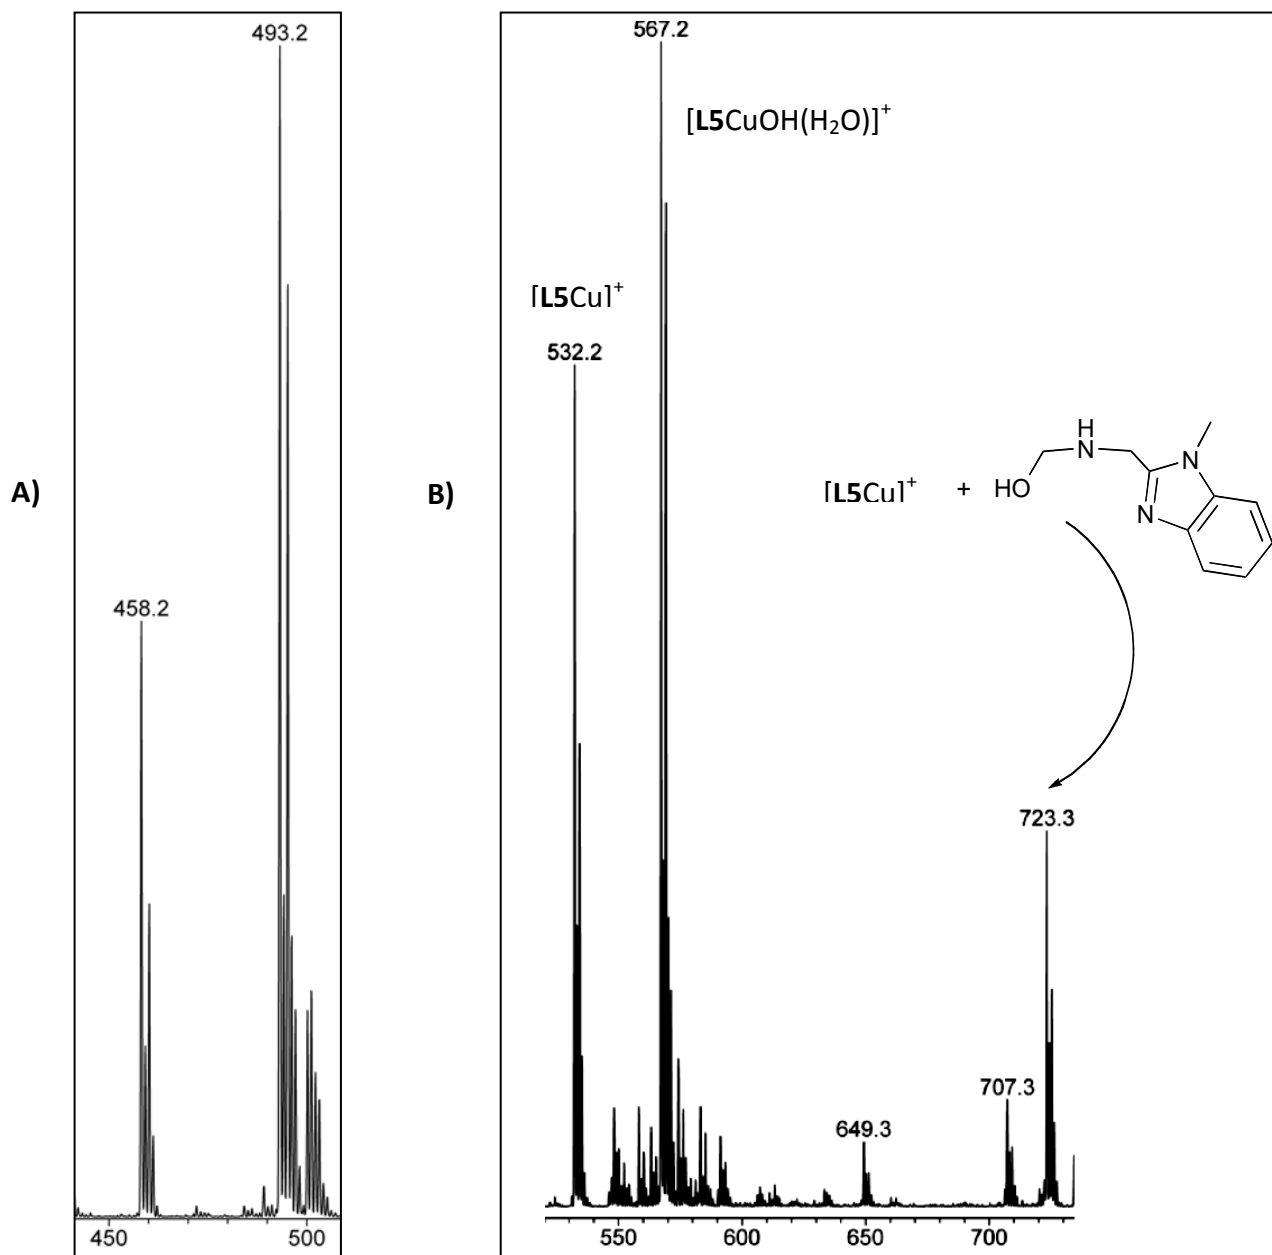 A)
493.2
458.2
450
500
B)
567.2
[L5CuOH(H₂O)]⁺
[L5Cu]⁺
532.2
[L5Cu]⁺ + HO
H
N
N
N
723.3
707.3
649.3
550
600
650
700